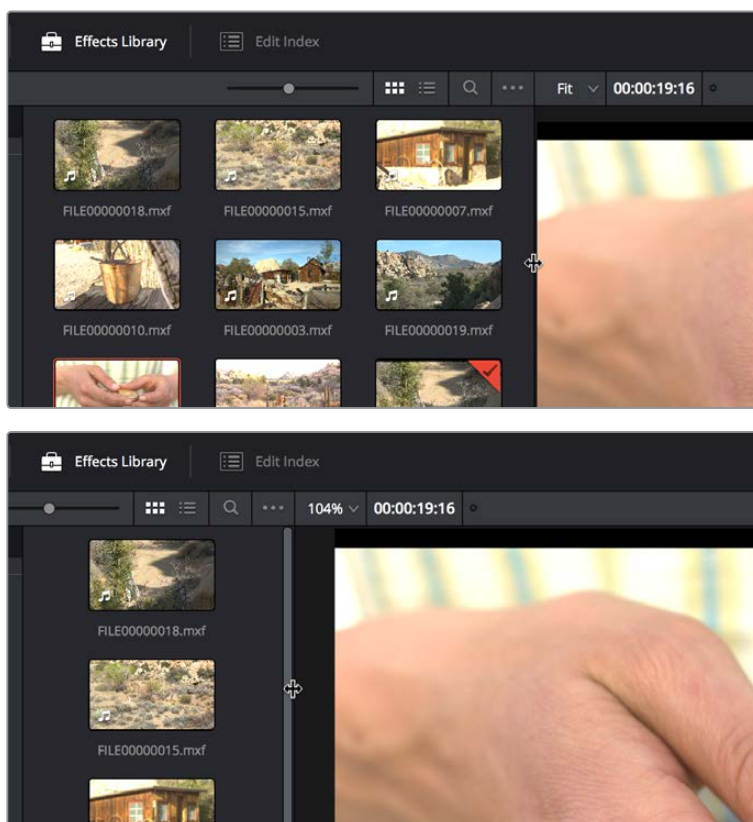 Effects Library
Edit Index
Fit
00:00:19:16
FILE00000018.mxf
FILE00000015.mxf
FILE00000007.mxf
FILE00000010.mxf
FILE00000003.mxf
FILE00000019.mxf
Effects Library
Edit Index
104%
00:00:19:16
FILE00000018.mxf
FILE00000015.mxf